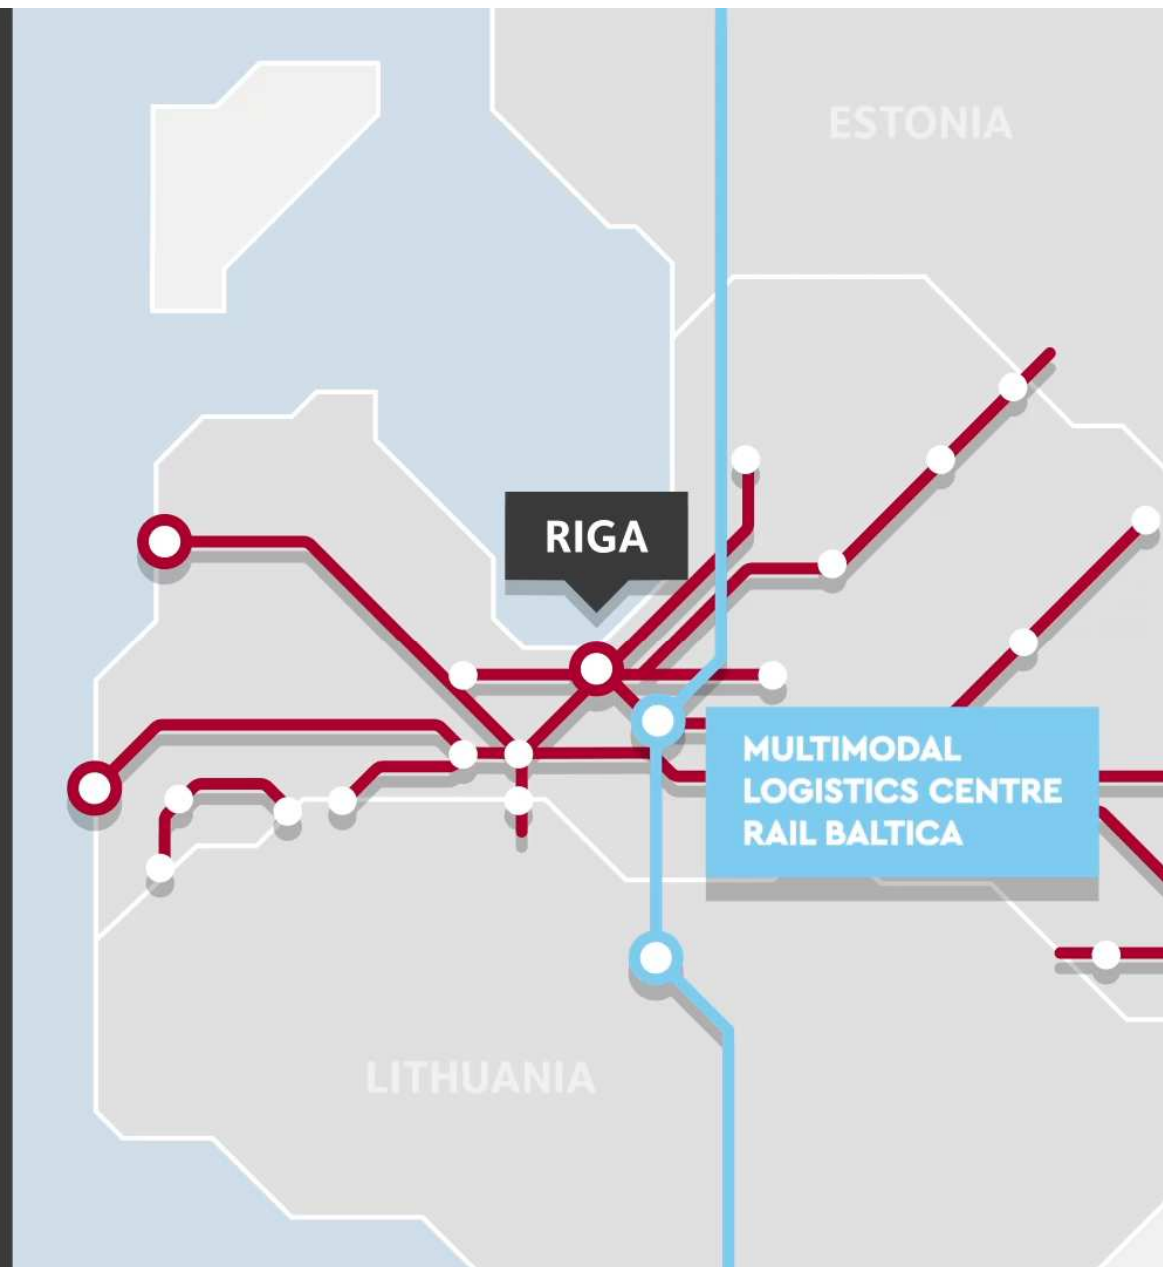 ESTONIA
RIGA
MULTIMODAL
LOGISTICS CENTRE
RAIL BALTICA
LITHUANIA